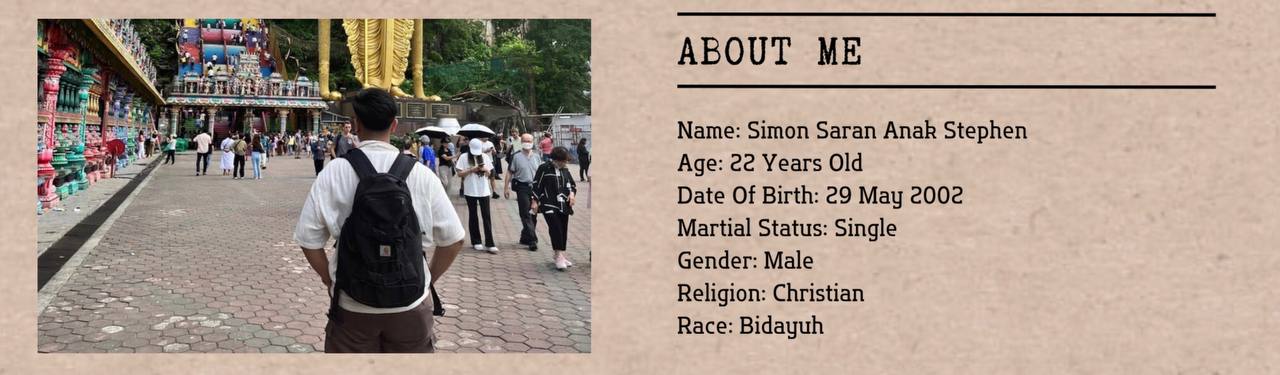 ABOUT ME
Name: Simon Saran Anak Stephen
Age: 22 Years Old
Date Of Birth: 29 May 2002
Martial Status: Single
Gender: Male
Religion: Christian
Race: Bidayuh